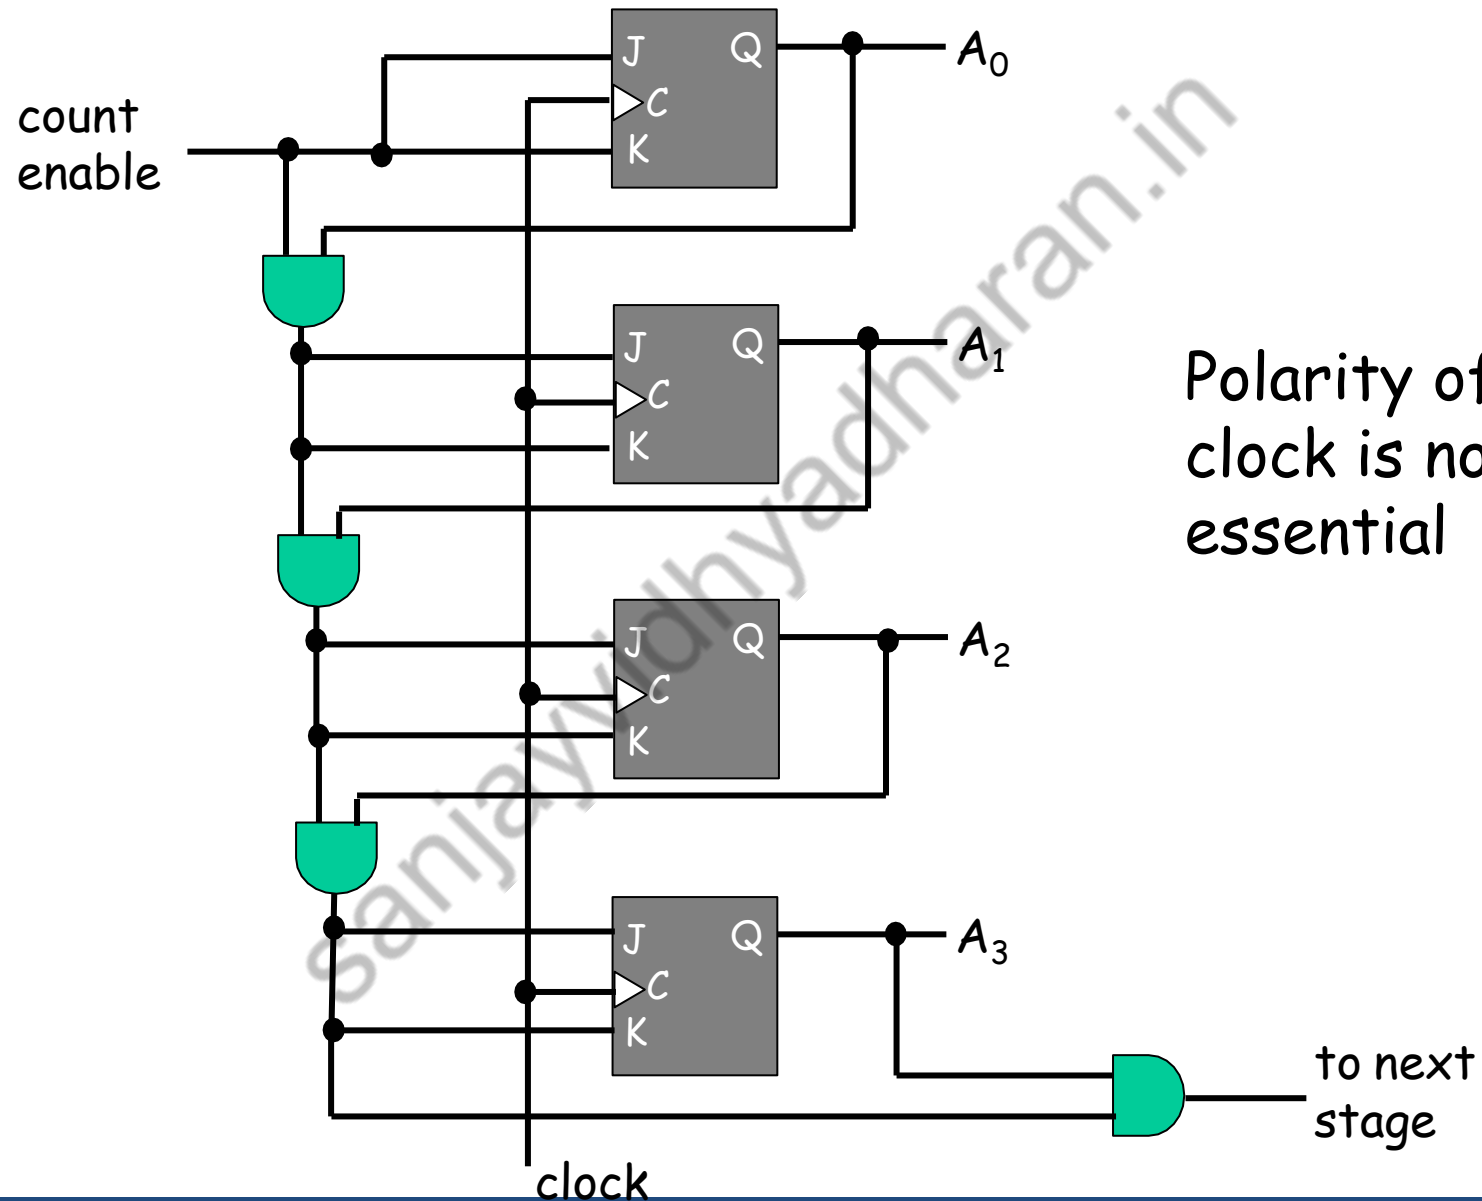 J Q A0
C
count
enable
K
J Q A1
C
K
Polarity of
clock is no
essential
J Q A2
C
K
J Q A3
C
K
to next
stage
clock
sanjayvidhyadharan.in